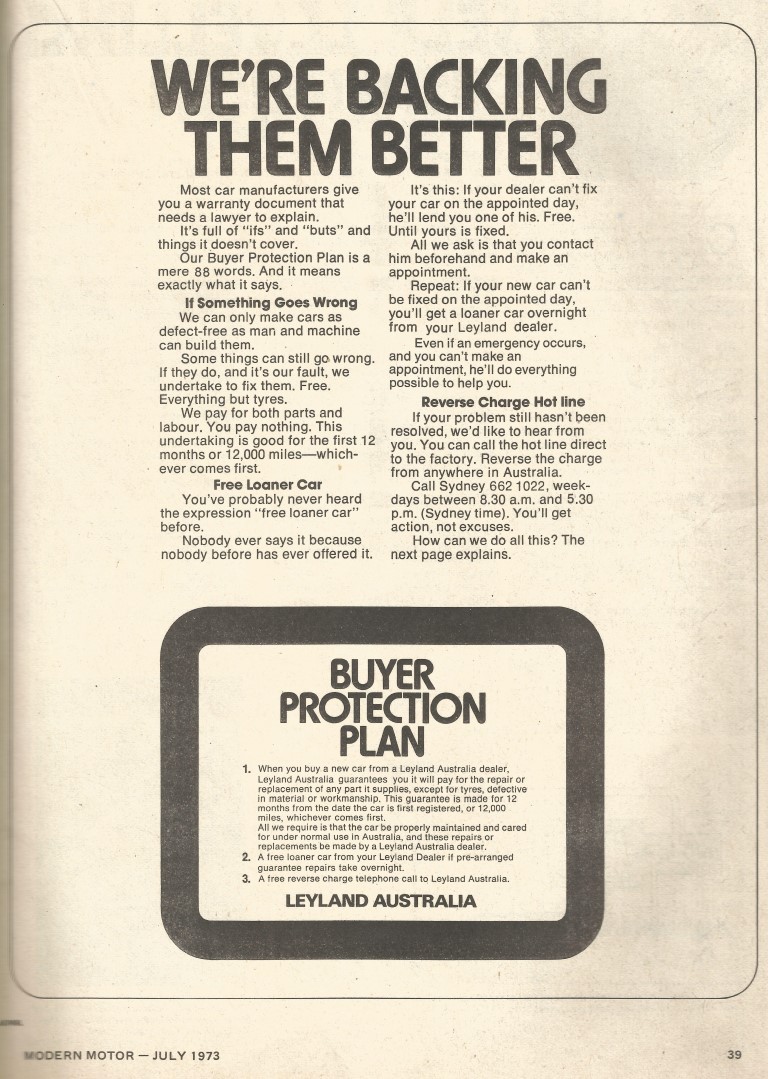 WE'RE BACKING
THEM BETTER
Most car manufacturers give
you a warranty document that
needs a lawyer to explain.
It's full of "ifs" and "buts" and
things it doesn't cover.
Our Buyer Protection Plan is a
mere 88 words. And it means
exactly what it says.
If Something Goes Wrong
We can only make cars as
defect-free as man and machine
can build them.
Some things can still go wrong.
If they do, and it's our fault, we
undertake to fix them. Free.
Everything but tyres.
We pay for both parts and
labour. You pay nothing. This
undertaking is good for the first 12
months or 12,000 miles—which-
ever comes first.
Free Loaner Car
You've probably never heard
the expression "free loaner car"
before.
Nobody ever says it because
nobody before has ever offered it.
It's this: If your dealer can't fix
your car on the appointed day,
he'll lend you one of his. Free.
Until yours is fixed.
All we ask is that you contact
him beforehand and make an
appointment.
Repeat: If your new car can't
be fixed on the appointed day,
you'll get a loaner car overnight
from your Leyland dealer.
Even if an emergency occurs,
and you can't make an
appointment, he'll do everything
possible to help you.
Reverse Charge Hot line
If your problem still hasn't been
resolved, we'd like to hear from
you. You can call the hot line direct
to the factory. Reverse the charge
from anywhere in Australia.
Call Sydney 662 1022, week-
days between 8.30 a.m. and 5.30
p.m. (Sydney time). You'll get
action, not excuses.
How can we do all this? The
next page explains.
BUYER
PROTECTION
PLAN
1. When you buy a new car from a Leyland Australia dealer,
Leyland Australia guarantees you it will pay for the repair or
replacement of any part it supplies, except for tyres, defective
in material or workmanship. This guarantee is made for 12
months from the date the car is first registered, or 12,000
miles, whichever comes first.
All we require is that the car be properly maintained and cared
for under normal use in Australia, and these repairs or
replacements be made by a Leyland Australia dealer.
2. A free loaner car from your Leyland Dealer if pre-arranged
guarantee repairs take overnight.
3. A free reverse charge telephone call to Leyland Australia.
LEYLAND AUSTRALIA
MODERN MOTOR — JULY 1973
39